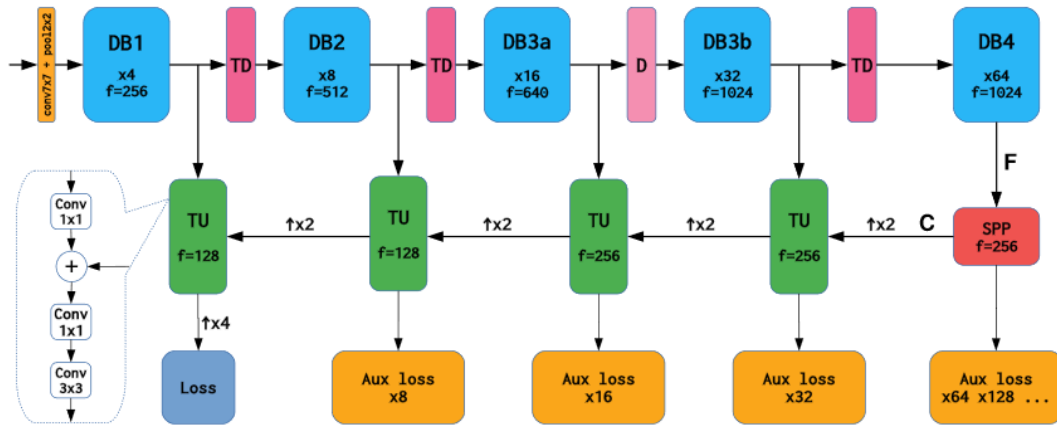 conv7x7 + pool2x2
DB1
x4
f=256
TD
DB2
x8
f=512
TD
DB3a
x16
f=640
D
DB3b
x32
f=1024
TD
DB4
x64
f=1024
F
Conv
1x1
+
Conv
1x1
Conv
3x3
TU
f=128
↑x2
TU
f=128
↑x2
TU
f=256
↑x2
TU
f=256
↑x2
C
SPP
f=256
↑x4
Loss
Aux loss
x8
Aux loss
x16
Aux loss
x32
Aux loss
x64 x128 ...